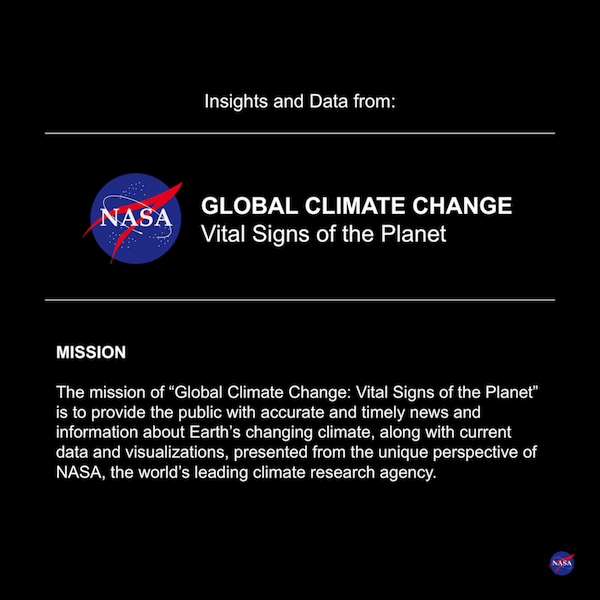 Insights and Data from:
NASA
GLOBAL CLIMATE CHANGE
Vital Signs of the Planet
MISSION
The mission of “Global Climate Change: Vital Signs of the Planet”
is to provide the public with accurate and timely news and
information about Earth’s changing climate, along with current
data and visualizations, presented from the unique perspective of
NASA, the world’s leading climate research agency.
NASA